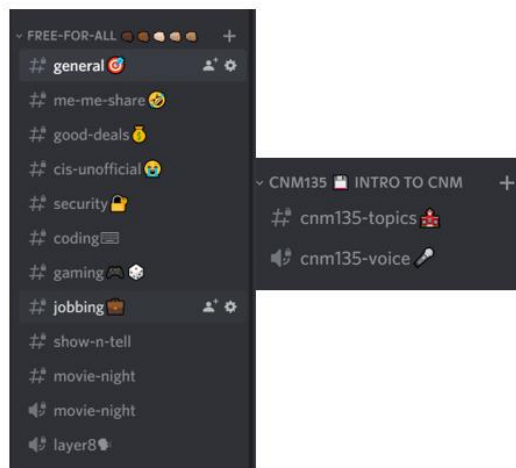 FREE-FOR-ALL
general
me-me-share
good-deals
cis-unofficial
security
coding
gaming
jobbing
show-n-tell
movie-night
movie-night
layer8
CNM135 INTRO TO CNM
cnm135-topics
cnm135-voice